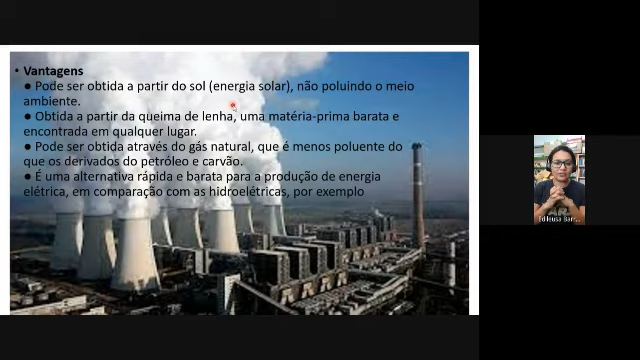 • Vantagens
● Pode ser obtida a partir do sol (energia solar), não poluindo o meio
ambiente.
● Obtida a partir da queima de lenha, uma matéria-prima barata e
encontrada em qualquer lugar.
● Pode ser obtida através do gás natural, que é menos poluente do
que os derivados do petróleo e carvão.
● É uma alternativa rápida e barata para a produção de energia
elétrica, em comparação com as hidroelétricas, por exemplo